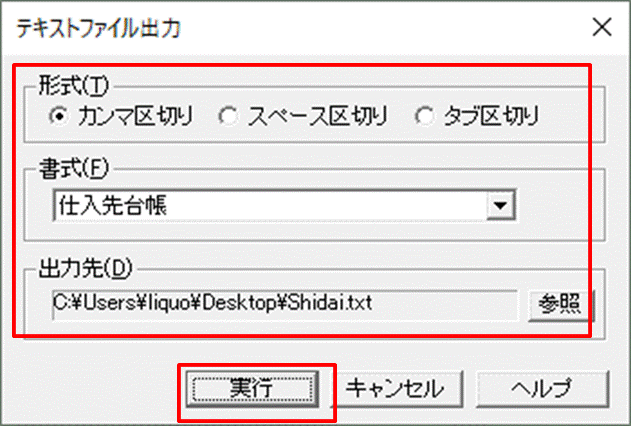 テキストファイル出力
形式(T)
カンマ区切り スペース区切り タブ区切り
書式(F)
仕入先台帳
出力先(D)
C:¥Users¥liquo¥Desktop¥Shidai.txt 参照
実行 キャンセル ヘルプ